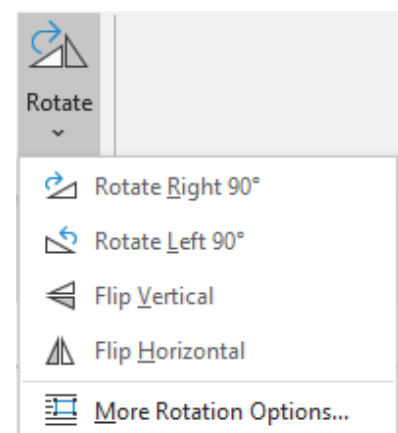 Rotate
Rotate Right 90°
Rotate Left 90°
Flip Vertical
Flip Horizontal
More Rotation Options...